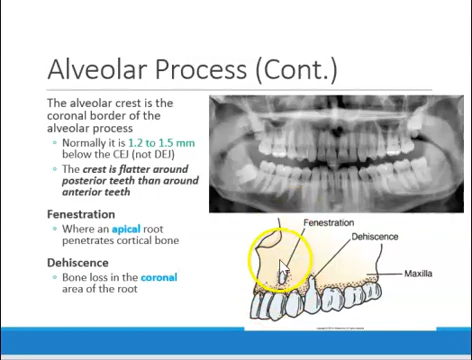 Alveolar Process (Cont.)
The alveolar crest is the
coronal border of the
alveolar process
Normally it is 1.2 to 1.5 mm
below the CEJ (not DEJ)
The crest is flatter around
posterior teeth than around
anterior teeth
Fenestration
Where an apical root
penetrates cortical bone
Dehiscence
Bone loss in the coronal
area of the root
Fenestration
Dehiscence
Maxilla